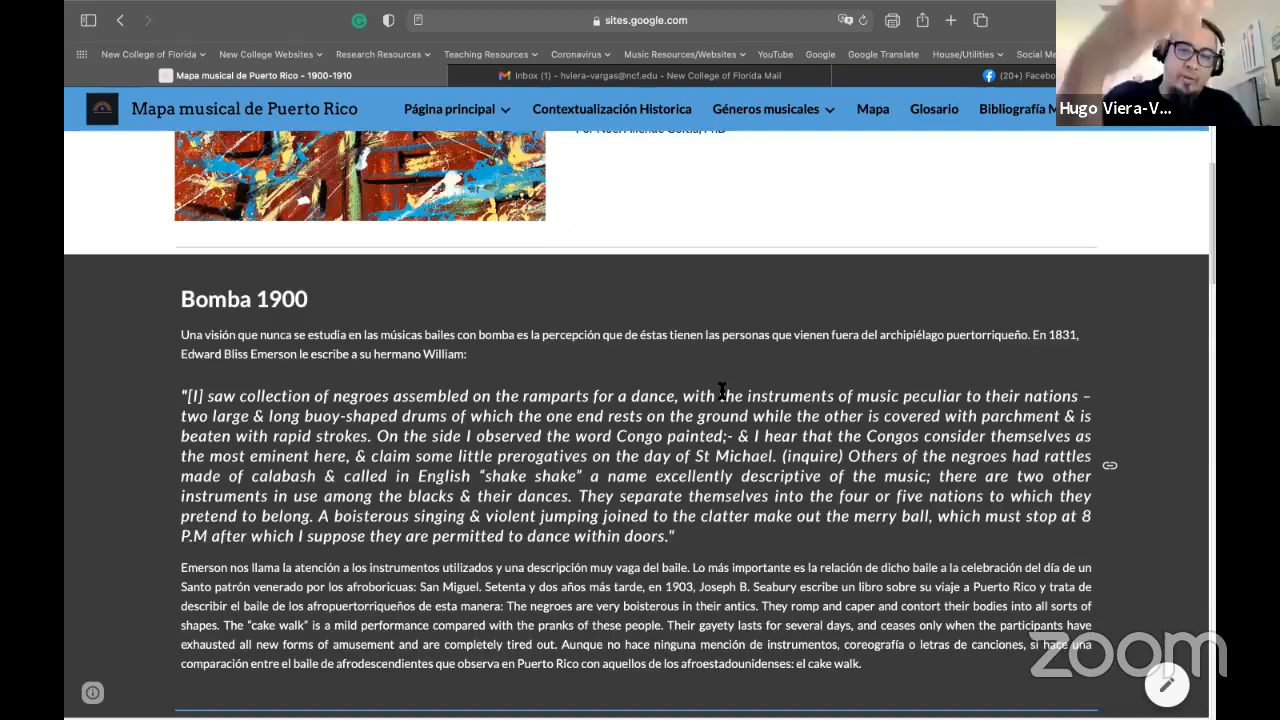 sites.google.com
New College of Florida
New College Websites
Research Resources
Teaching Resources
Coronavirus
Music Resources/Websites
YouTube
Google
Google Translate
House/Utilities
Social Me
Mapa musical de Puerto Rico - 1900-1910
Inbox (1) - hviera-vargas@ncf.edu - New College of Florida Mail
(20+) Facebo
Hugo Viera-V...
Mapa musical de Puerto Rico
Página principal
Contextualización Historica
Géneros musicales
Mapa
Glosario
Bibliografía M
Bomba 1900
Una visión que nunca se estudia en las músicas bailes con bomba es la percepción que de éstas tienen las personas que vienen fuera del archipiélago puertorriqueño. En 1831,
Edward Bliss Emerson le escribe a su hermano William:
"[I] saw collection of negroes assembled on the ramparts for a dance, with the instruments of music peculiar to their nations –
two large & long buoy-shaped drums of which the one end rests on the ground while the other is covered with parchment & is
beaten with rapid strokes. On the side I observed the word Congo painted;- & I hear that the Congos consider themselves as
the most eminent here, & claim some little prerogatives on the day of St Michael. (inquire) Others of the negroes had rattles
made of calabash & called in English “shake shake” a name excellently descriptive of the music; there are two other
instruments in use among the blacks & their dances. They separate themselves into the four or five nations to which they
pretend to belong. A boisterous singing & violent jumping joined to the clatter make out the merry ball, which must stop at 8
P.M after which I suppose they are permitted to dance within doors."
Emerson nos llama la atención a los instrumentos utilizados y una descripción muy vaga del baile. Lo más importante es la relación de dicho baile a la celebración del día de un
Santo patrón venerado por los afroboricuas: San Miguel. Setenta y dos años más tarde, en 1903, Joseph B. Seabury escribe un libro sobre su viaje a Puerto Rico y trata de
describir el baile de los afropuertorriqueños de esta manera: The negroes are very boisterous in their antics. They romp and caper and contort their bodies into all sorts of
shapes. The "cake walk" is a mild performance compared with the pranks of these people. Their gayety lasts for several days, and ceases only when the participants have
exhausted all new forms of amusement and are completely tired out. Aunque no hace ninguna mención de instrumentos, coreografía o letras de canciones, si hace una
comparación entre el baile de afrodescendientes que observa en Puerto Rico con aquellos de los afroestadounidenses: el cake walk.
zoom